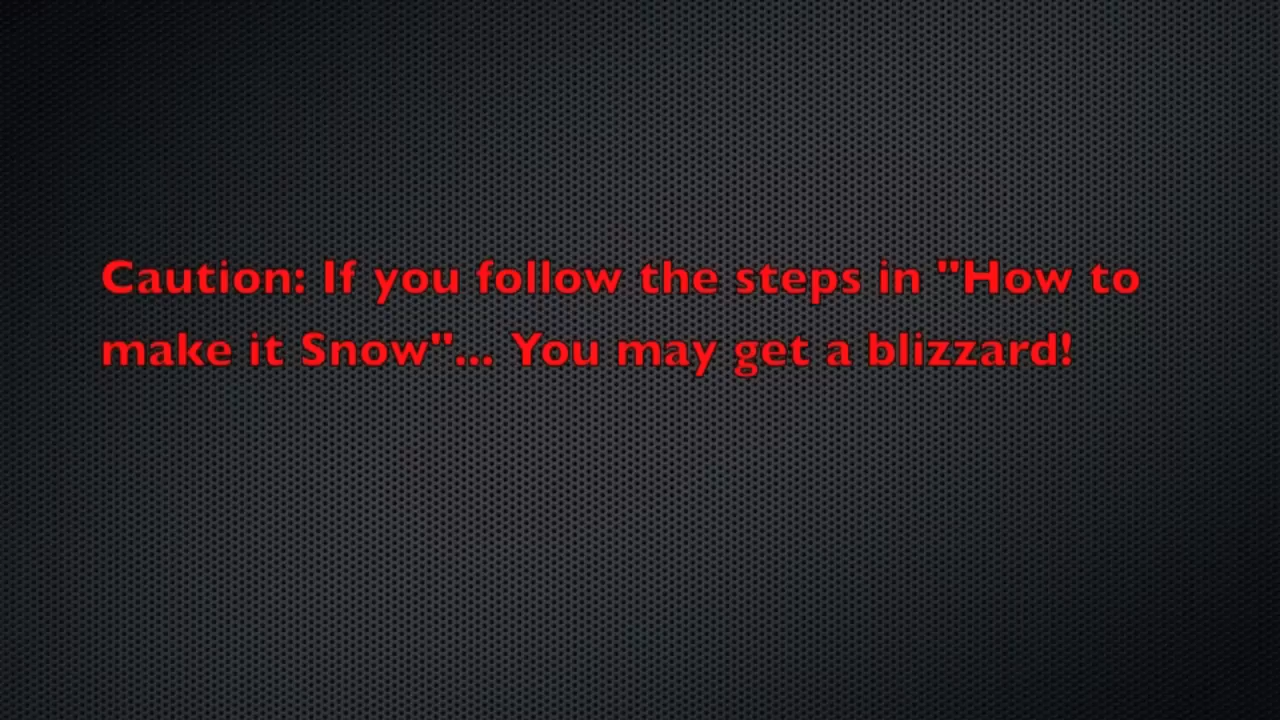 Caution: If you follow the steps in "How to
make it Snow"... You may get a blizzard!